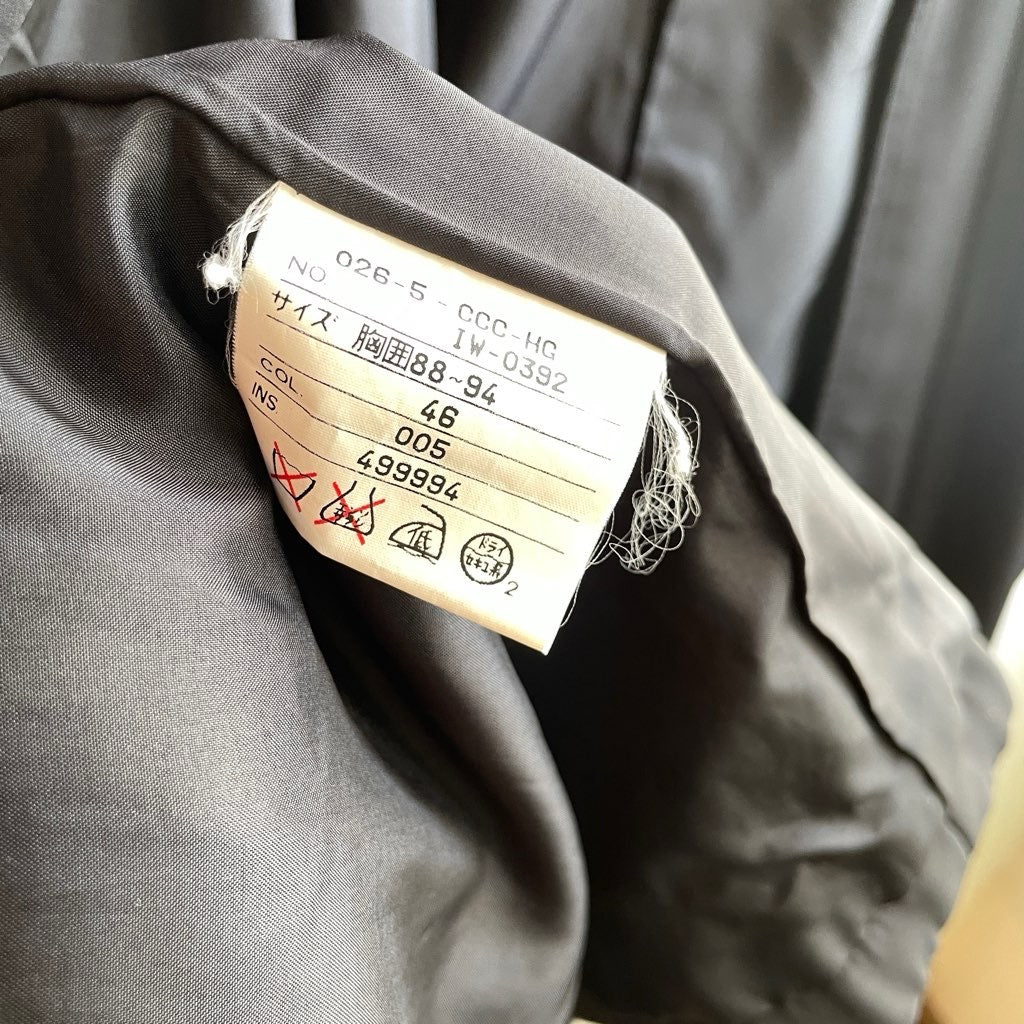 NO 026-5-CCC-HG
IW-0392
サイズ 胸囲88~94
46
COL. 005
INS 499994
低
ドライ
セキユ系
2